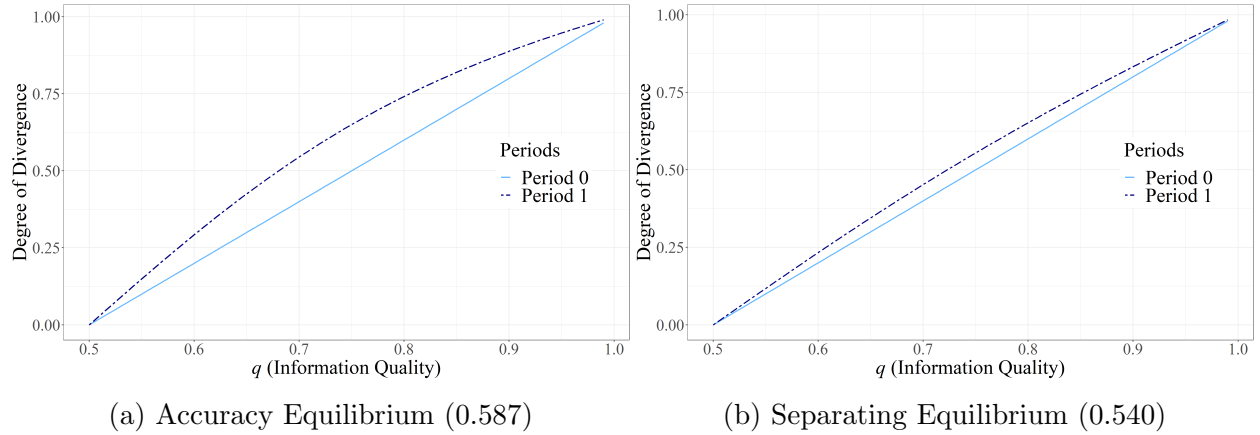 1.00
0.75
0.50
0.25
0.00
Degree of Divergence
0.5 0.6 0.7 0.8 0.9 1.0
q (Information Quality)
Periods
Period 0
Period 1
(a) Accuracy Equilibrium (0.587)
1.00
0.75
0.50
0.25
0.00
Degree of Divergence
0.5 0.6 0.7 0.8 0.9 1.0
q (Information Quality)
Periods
Period 0
Period 1
(b) Separating Equilibrium (0.540)